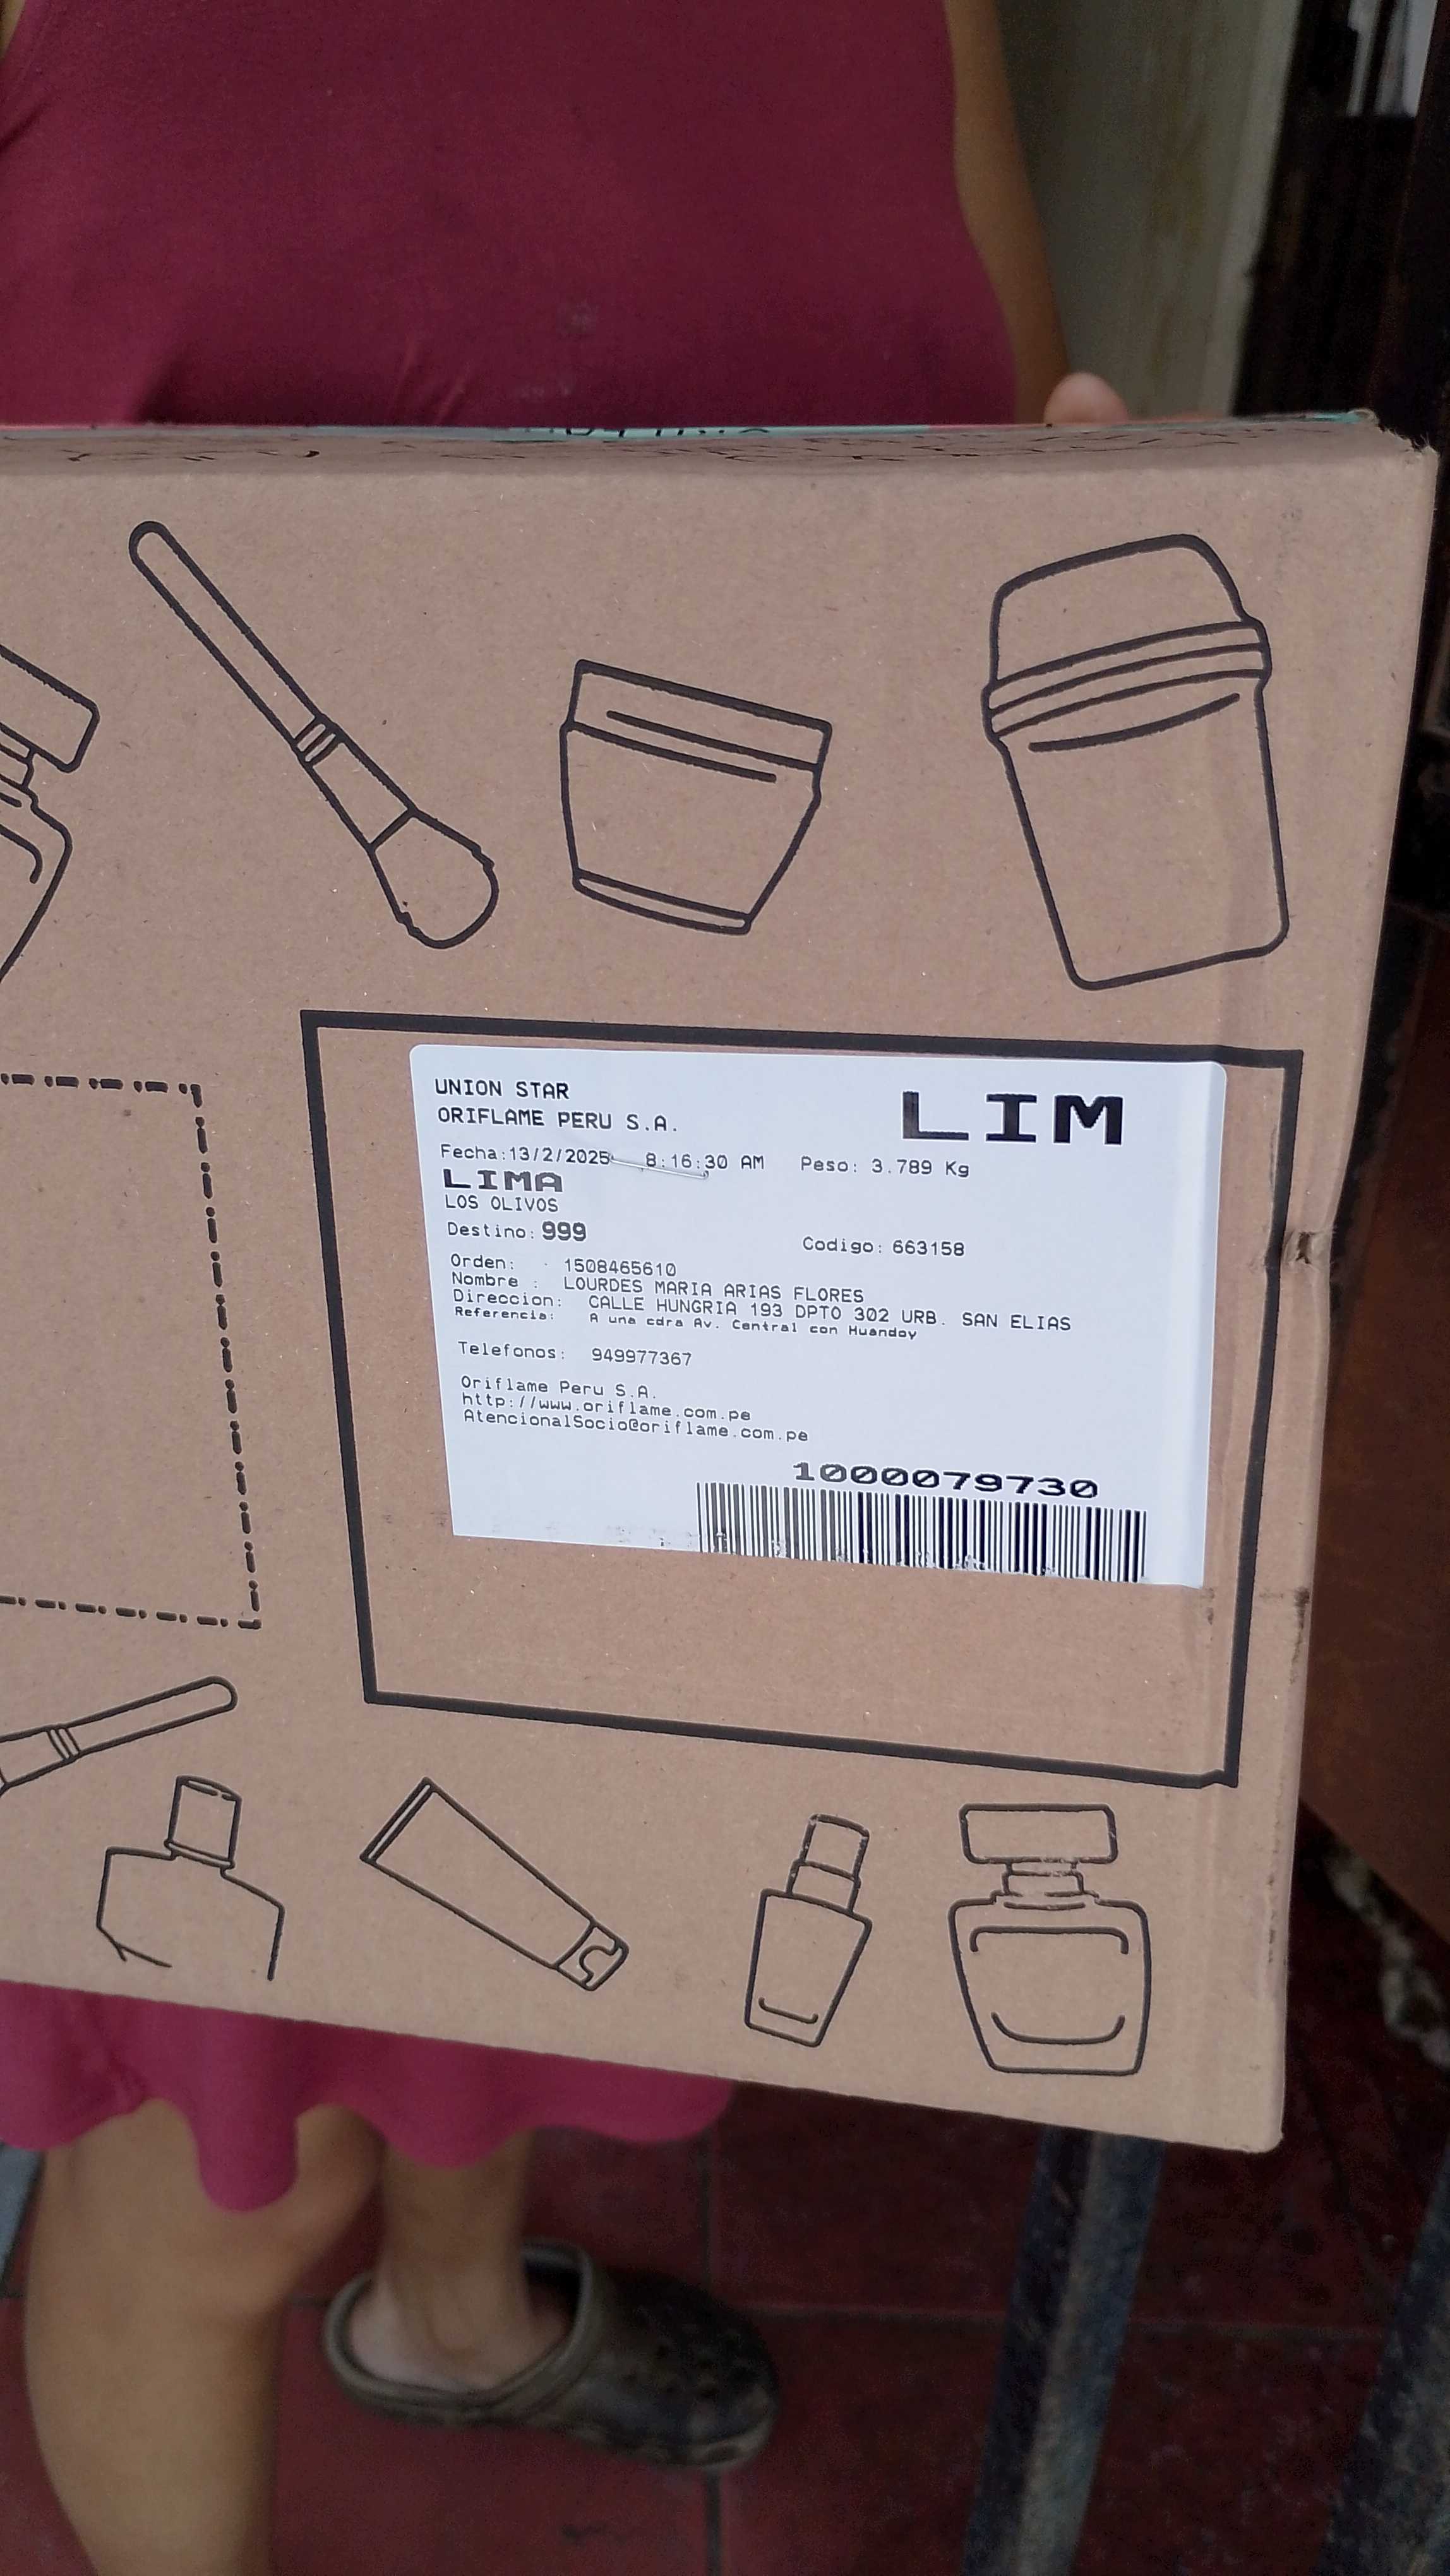 UNION STAR
ORIFLAME PERU S.A.
LIM
Fecha:13/2/2025 8:16:30 AM Peso: 3.789 Kg
LIMA
LOS OLIVOS
Destino: 999 Codigo: 663158
Orden: 1508465610
Nombre : LOURDES MARIA ARIAS FLORES
Direccion: CALLE HUNGRIA 193 DPTO 302 URB. SAN ELIAS
Referencia: A una cdra Av. Central con Huandoy
Telefonos: 949977367
Oriflame Peru S.A.
http://www.oriflame.com.pe
AtencionalSocio@oriflame.com.pe
1000079730